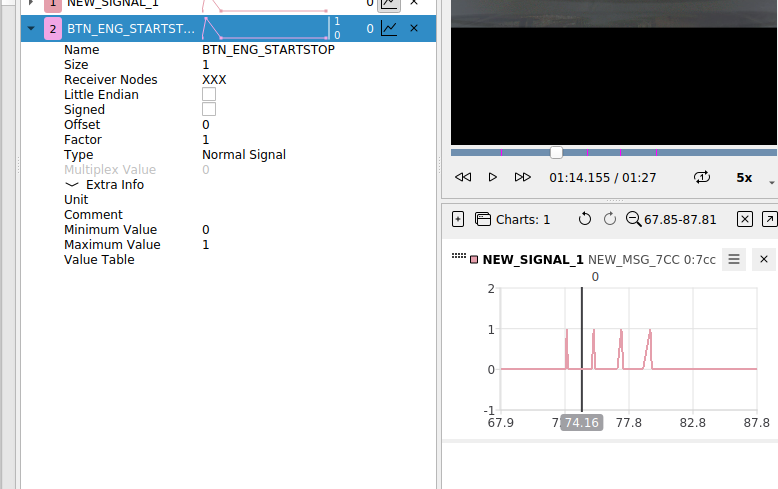 1 NEW_SIGNAL_1 0
2 BTN_ENG_STARTST... 1 0 0
Name BTN_ENG_STARTSTOP
Size 1
Receiver Nodes XXX
Little Endian
Signed
Offset 0
Factor 1
Type Normal Signal
Multiplex Value 0
Extra Info
Unit
Comment
Minimum Value 0
Maximum Value 1
Value Table
01:14.155 / 01:27 1 5x
Charts: 1 67.85-87.81
NEW_SIGNAL_1 NEW_MSG_7CC 0:7cc
0
2
1
0
-1
67.9 74.16 77.8 82.8 87.8